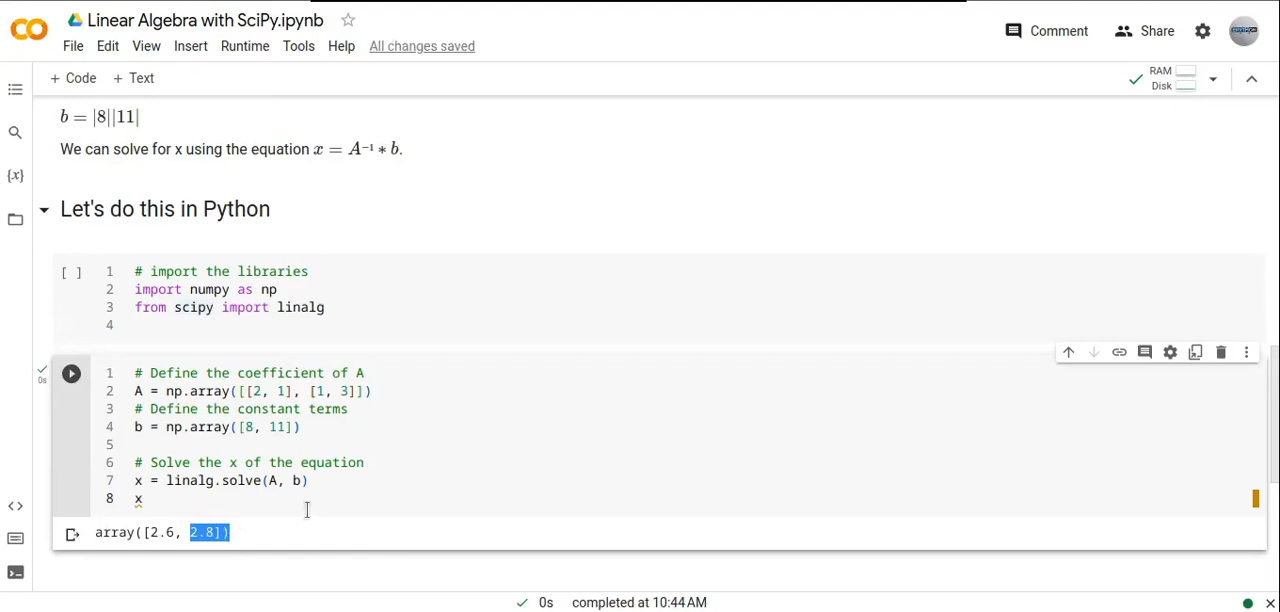 Linear Algebra with SciPy.ipynb
File Edit View Insert Runtime Tools Help All changes saved
Comment Share
+ Code + Text
RAM
Disk
b = |8||11|
We can solve for x using the equation x = A⁻¹ ∗ b.
Let's do this in Python
[ ]
1 # import the libraries
2 import numpy as np
3 from scipy import linalg
4
0s
1 # Define the coefficient of A
2 A = np.array([[2, 1], [1, 3]])
3 # Define the constant terms
4 b = np.array([8, 11])
5
6 # Solve the x of the equation
7 x = linalg.solve(A, b)
8 x
array([2.6, 2.8])
0s completed at 10:44 AM